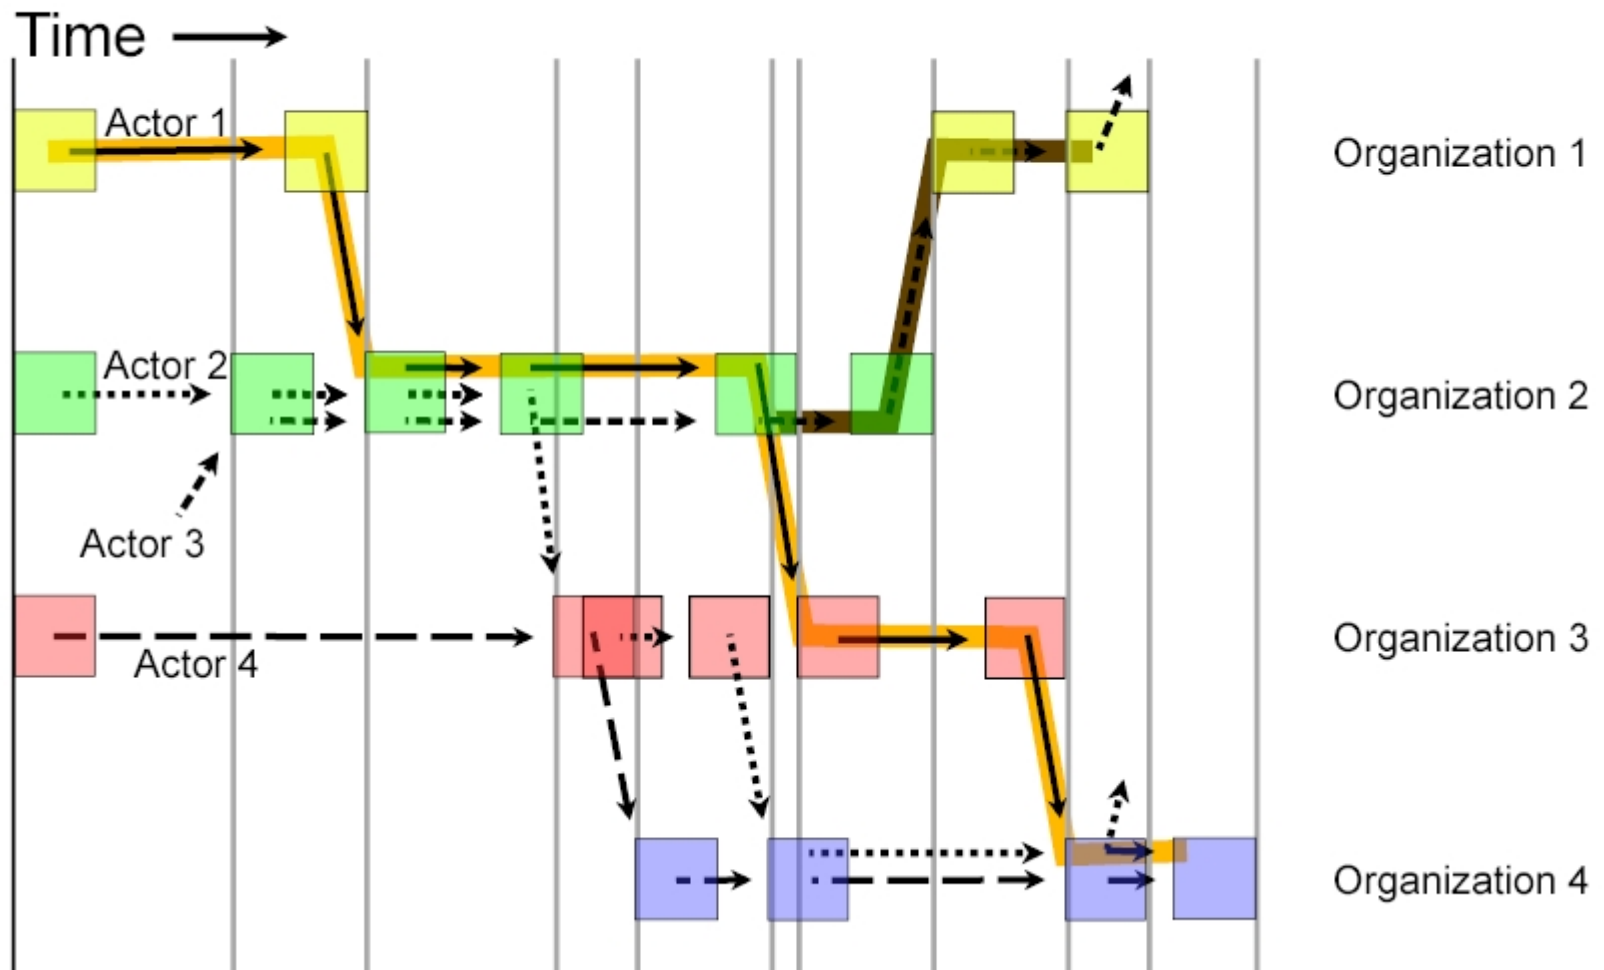 Time
Actor 1
Organization 1
Actor 2
Organization 2
Actor 3
Organization 3
Actor 4
Organization 4